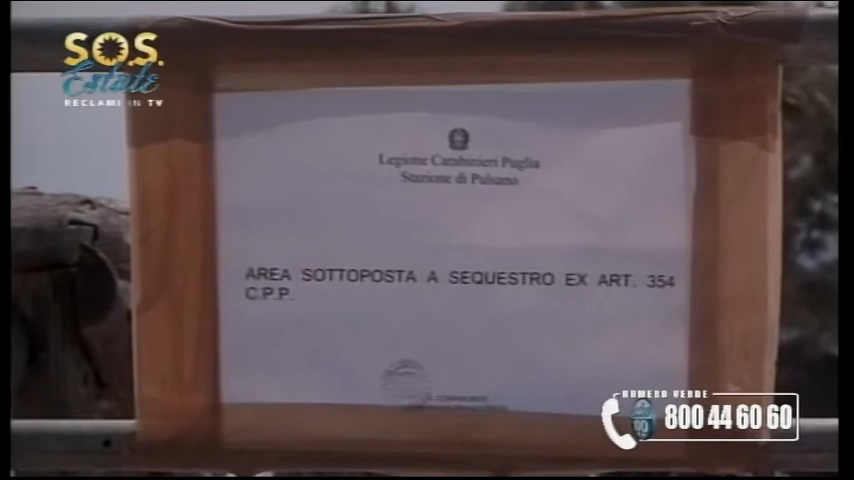 S.O.S.
Estate
RECLAMI IN TV
Legione Carabinieri Puglia
Stazione di Pulsano
AREA SOTTOPOSTA A SEQUESTRO EX ART. 354
C.P.P.
NUMERO VERDE
800 44 60 60